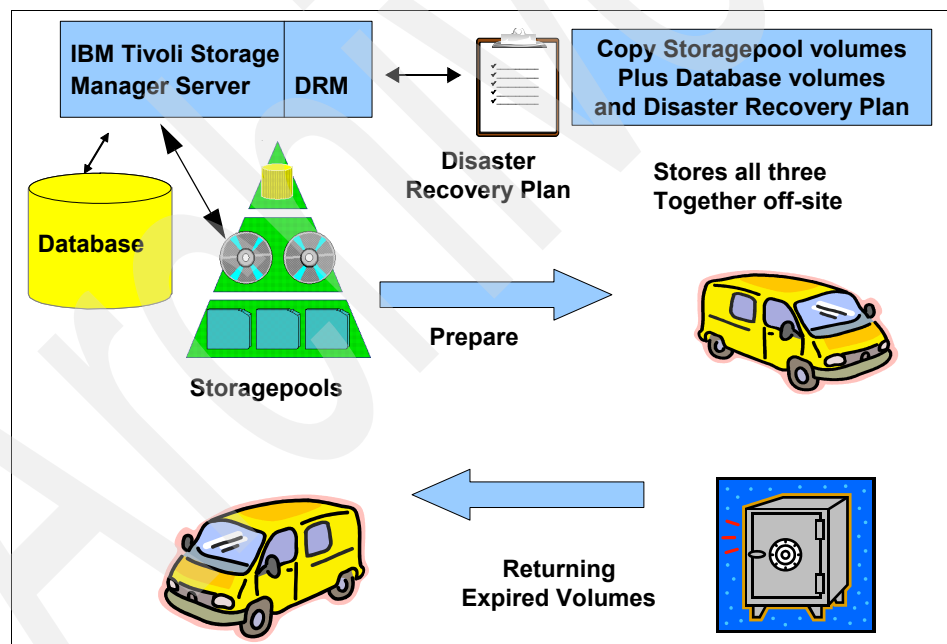 IBM Tivoli Storage
Manager Server
DRM
Copy Storagepool volumes
Plus Database volumes
and Disaster Recovery Plan
Disaster
Recovery Plan
Stores all three
Together off-site
Database
Prepare
Storagepools
Returning
Expired Volumes
Archive